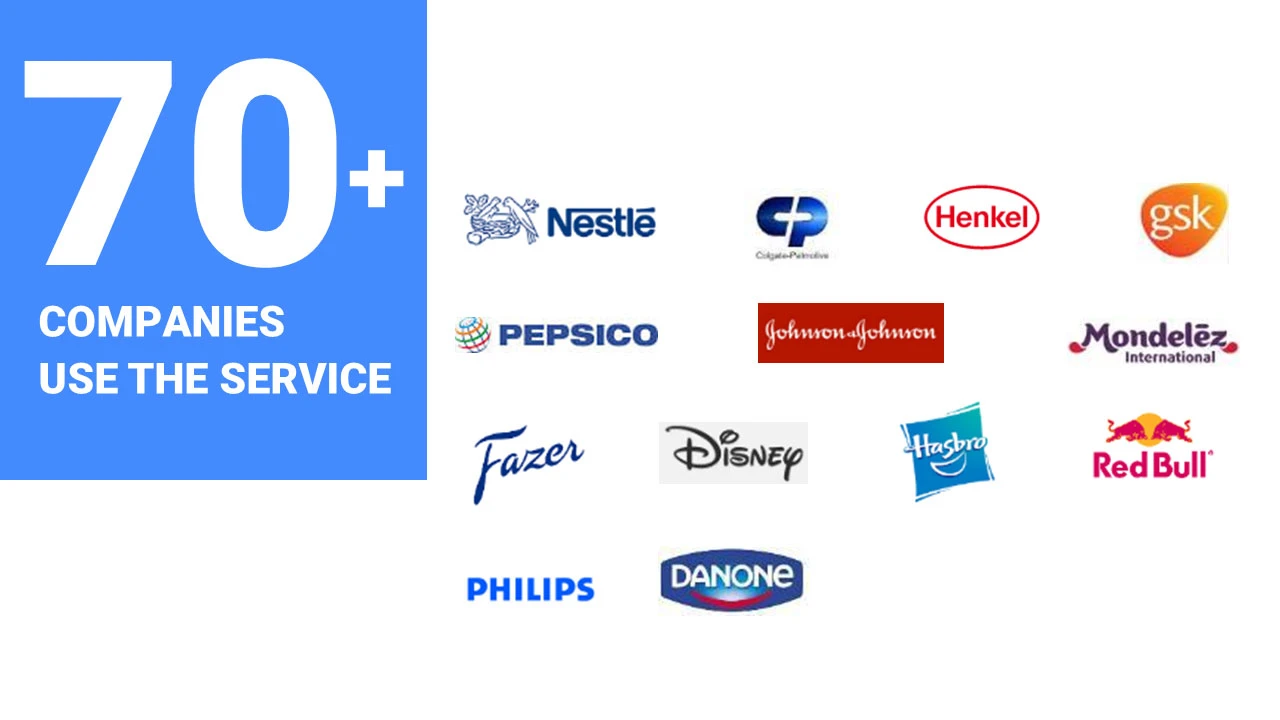 70+
COMPANIES
USE THE SERVICE
Nestlé
Colgate-Palmolive
Henkel
gsk
PEPSICO
Johnson & Johnson
Mondelēz
International
Fazer
Disney
Hasbro
Red Bull
PHILIPS
DANONE